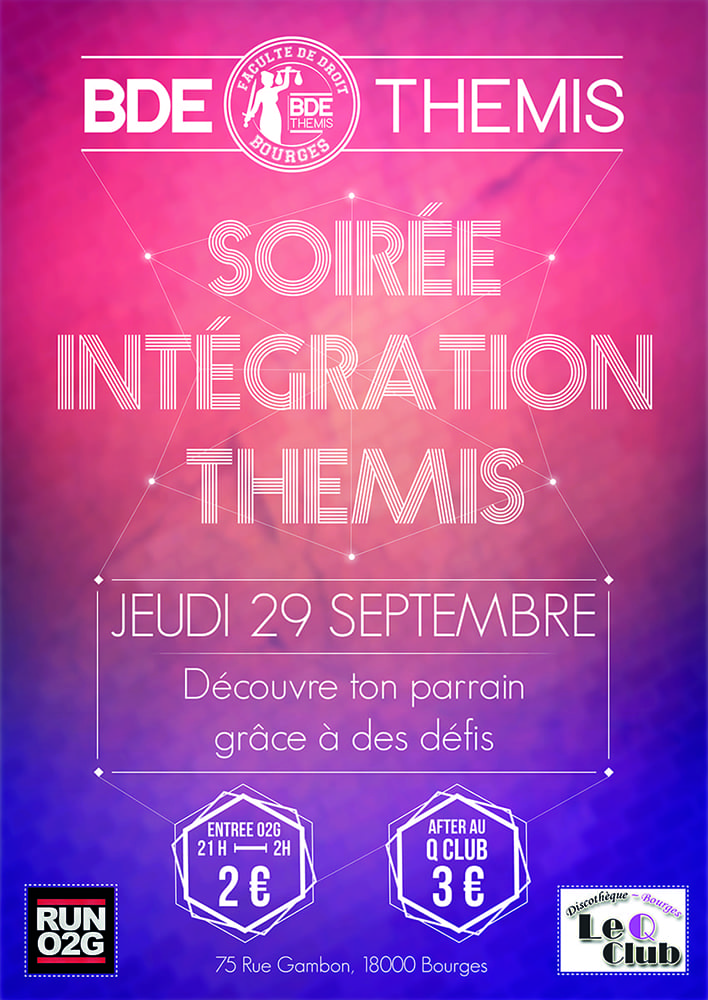 BDE THEMIS
FACULTE DE DROIT
BDE
THEMIS
BOURGES
SOIRÉE
INTÉGRATION
THEMIS
JEUDI 29 SEPTEMBRE
Découvre ton parrain
grâce à des défis
ENTREE O2G
21H 2H
2 €
AFTER AU
Q CLUB
3 €
RUN
O2G
75 Rue Gambon, 18000 Bourges
Discothèque ~ Bourges
Le Q
Club